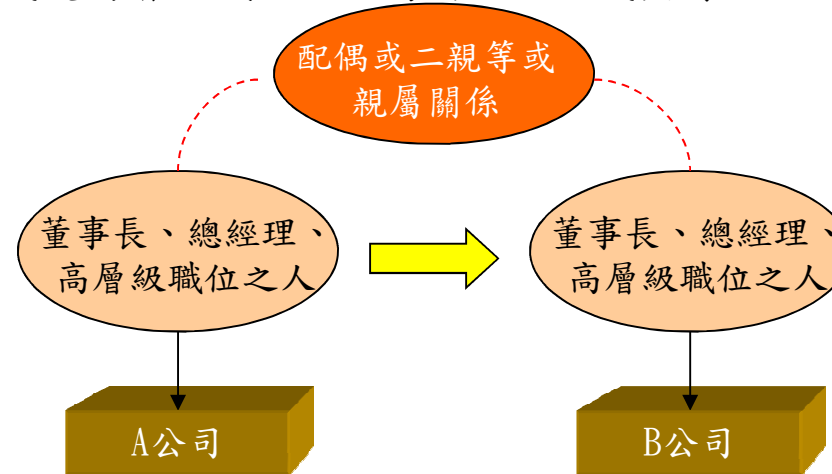 配偶或二親等或
親屬關係
董事長、總經理、
高層級職位之人
董事長、總經理、
高層級職位之人
A公司
B公司